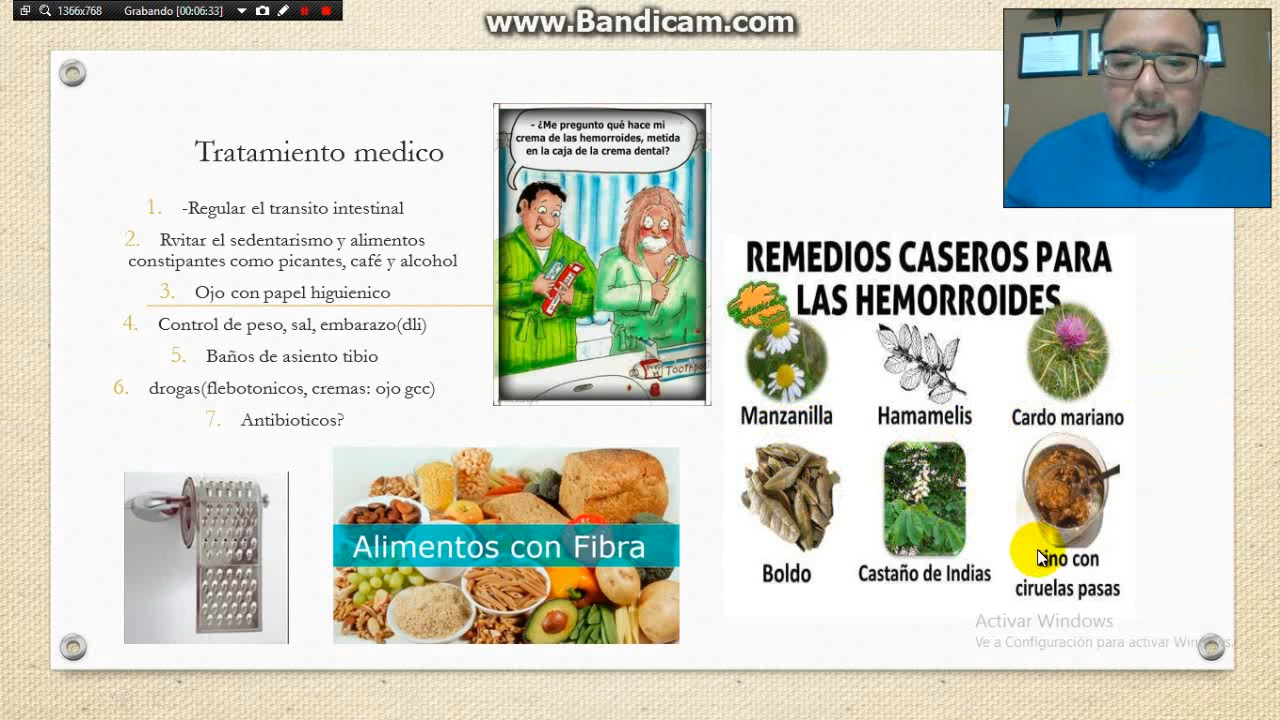 1366x768 Grabando [00:06:33]
www.Bandicam.com
Tratamiento medico
1. -Regular el transito intestinal
2. Rvitar el sedentarismo y alimentos
constipantes como picantes, café y alcohol
3. Ojo con papel higuienico
4. Control de peso, sal, embarazo(dli)
5. Baños de asiento tibio
6. drogas(flebotonicos, cremas: ojo gcc)
7. Antibioticos?
- ¿Me pregunto qué hace mi
crema de las hemorroides, metida
en la caja de la crema dental?
Alimentos con Fibra
REMEDIOS CASEROS PARA
LAS HEMORROIDES
Manzanilla
Hamamelis
Cardo mariano
Boldo
Castaño de Indias
Lino con
ciruelas pasas
Activar Windows
Ve a Configuración para activar Windows.